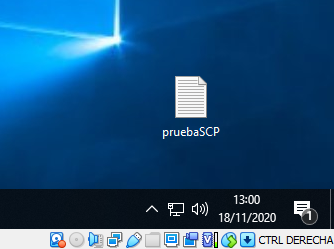 pruebaSCP
13:00
18/11/2020
1
CTRL DERECHA